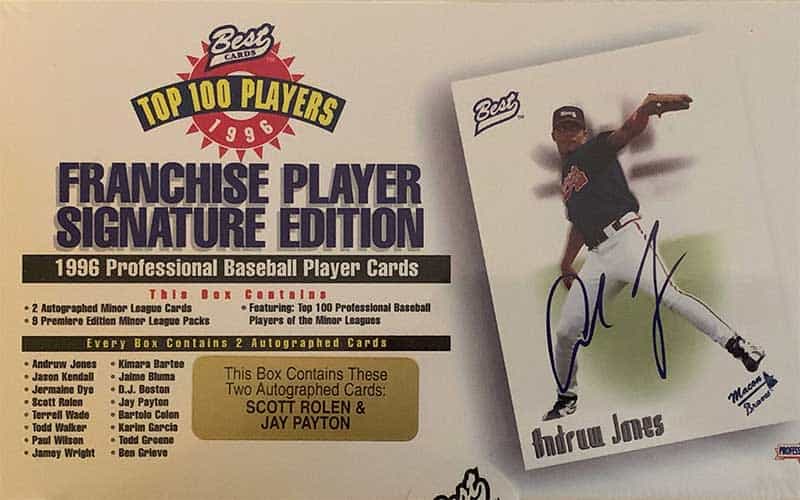 Best
CARDS
TOP 100 PLAYERS
1996
FRANCHISE PLAYER
SIGNATURE EDITION
1996 Professional Baseball Player Cards
This Box Contains
• 2 Autographed Minor League Cards
• 9 Premiere Edition Minor League Packs
• Featuring: Top 100 Professional Baseball
Players of the Minor Leagues
Every Box Contains 2 Autographed Cards
• Andruw Jones
• Jason Kendall
• Jermaine Dye
• Scott Rolen
• Terrell Wade
• Todd Walker
• Paul Wilson
• Jamey Wright
• Kimara Bartee
• Jaime Bluma
• D.J. Boston
• Jay Payton
• Bartolo Colon
• Karim Garcia
• Todd Greene
• Ben Grieve
This Box Contains These
Two Autographed Cards:
SCOTT ROLEN &
JAY PAYTON
Best
Macon
Braves
Andruw Jones
Best